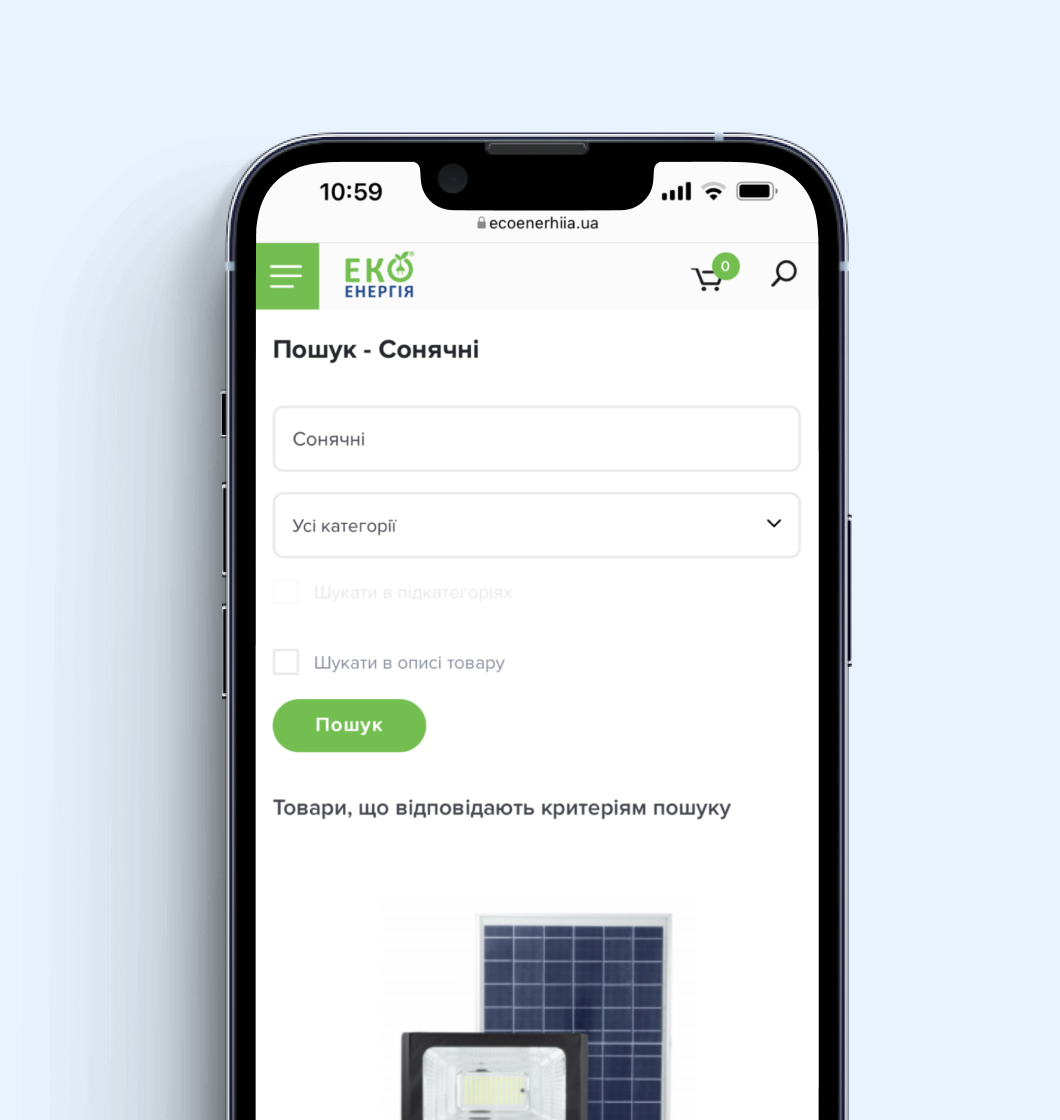 10:59
ecoenerhiia.ua
ЕКО
ЕНЕРГІЯ
0
Пошук - Сонячні
Сонячні
Усі категорії
Шукати в підкатегоріях
Шукати в описі товару
Пошук
Товари, що відповідають критеріям пошуку